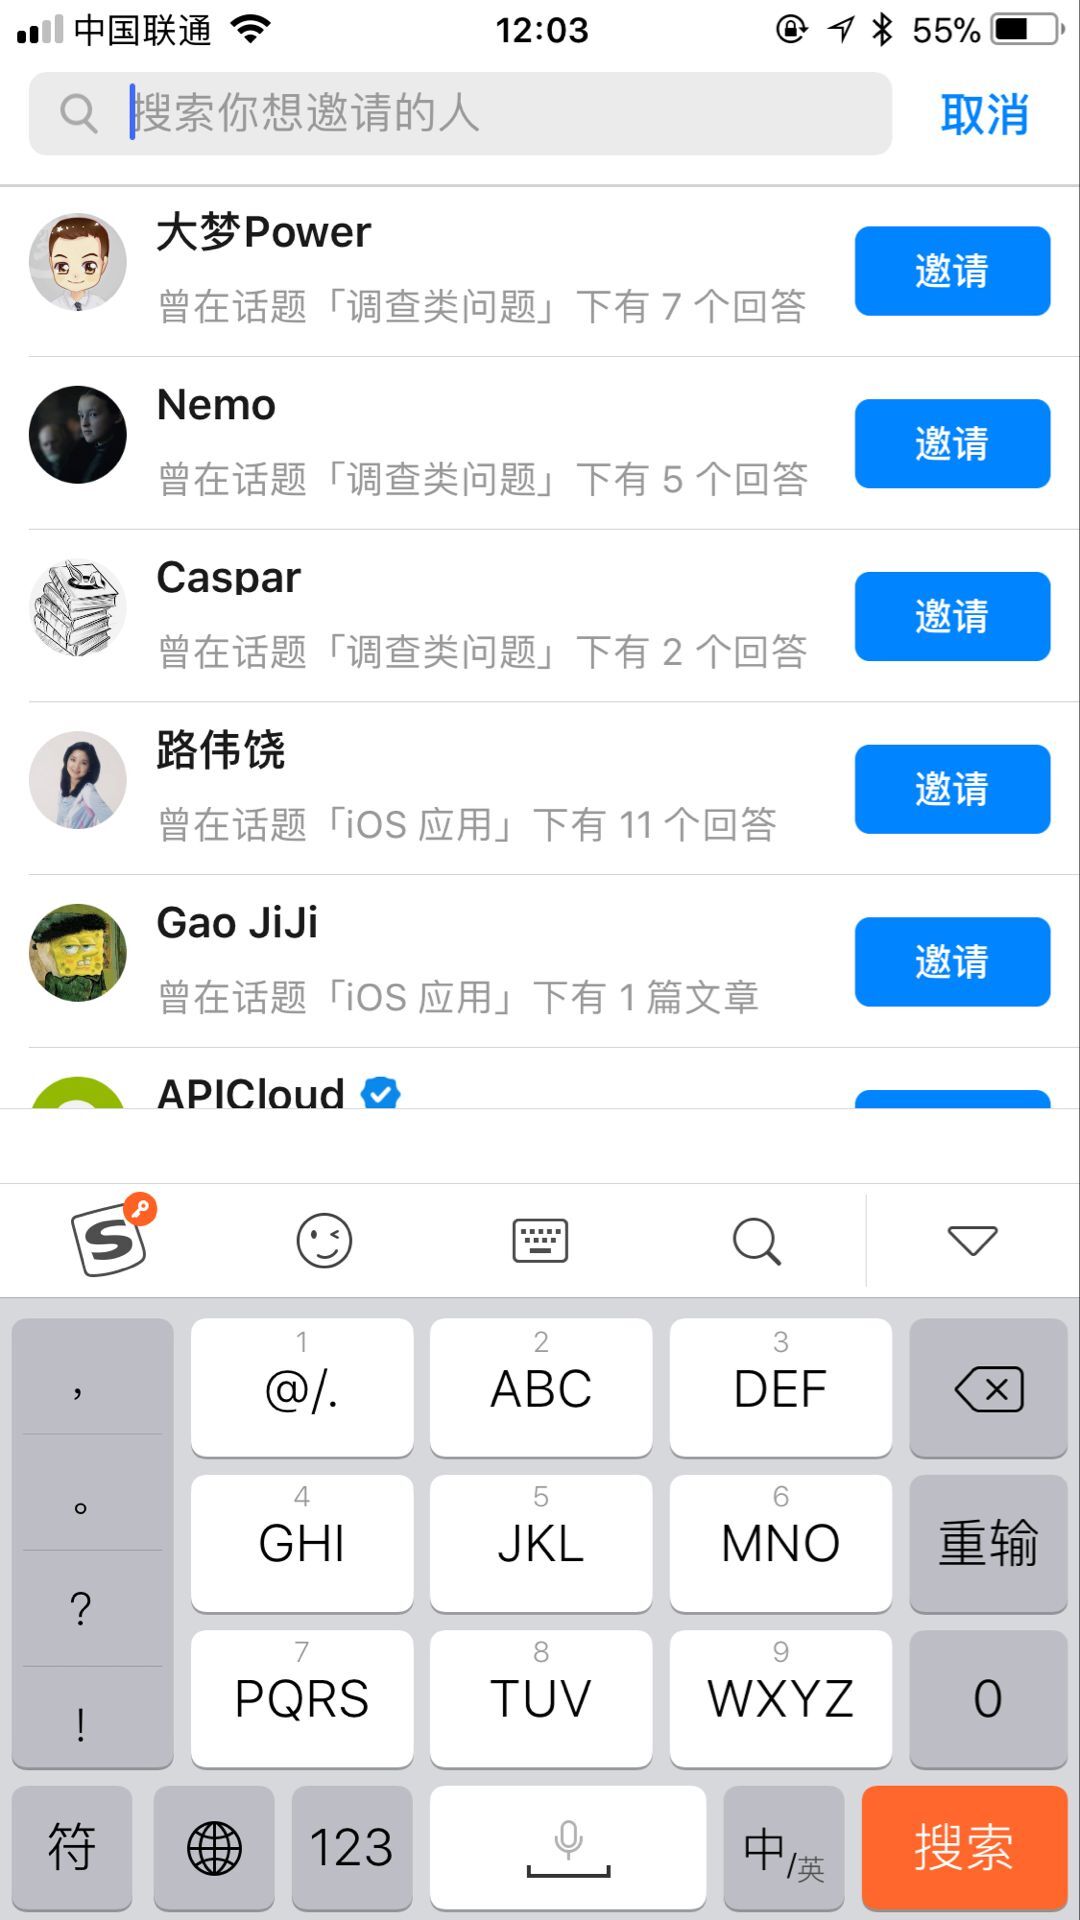 中国联通 12:03 55%
搜索你想邀请的人 取消
大梦Power
曾在话题「调查类问题」下有 7 个回答 邀请
Nemo
曾在话题「调查类问题」下有 5 个回答 邀请
Caspar
曾在话题「调查类问题」下有 2 个回答 邀请
路伟饶
曾在话题「iOS 应用」下有 11 个回答 邀请
Gao JiJi
曾在话题「iOS 应用」下有 1 篇文章 邀请
APICloud
S
, 1 @/. 2 ABC 3 DEF
。 4 GHI 5 JKL 6 MNO 重输
? 7 PQRS 8 TUV 9 WXYZ 0
!
符 123 中/英 搜索